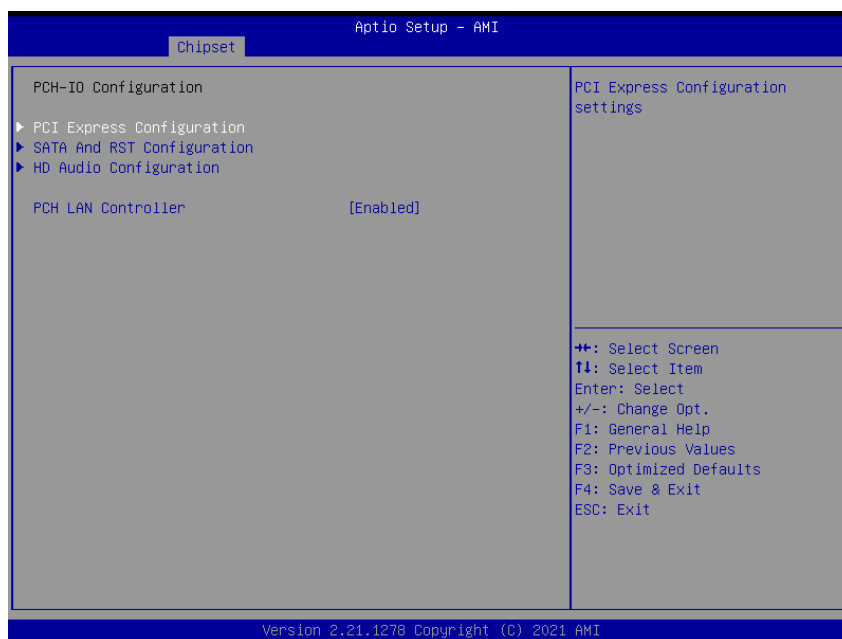 Aptio Setup – AMI
Chipset
PCH-IO Configuration
PCI Express Configuration
SATA And RST Configuration
HD Audio Configuration
PCH LAN Controller [Enabled]
PCI Express Configuration
settings
→←: Select Screen
↑↓: Select Item
Enter: Select
+/-: Change Opt.
F1: General Help
F2: Previous Values
F3: Optimized Defaults
F4: Save & Exit
ESC: Exit
Version 2.21.1278 Copyright (C) 2021 AMI